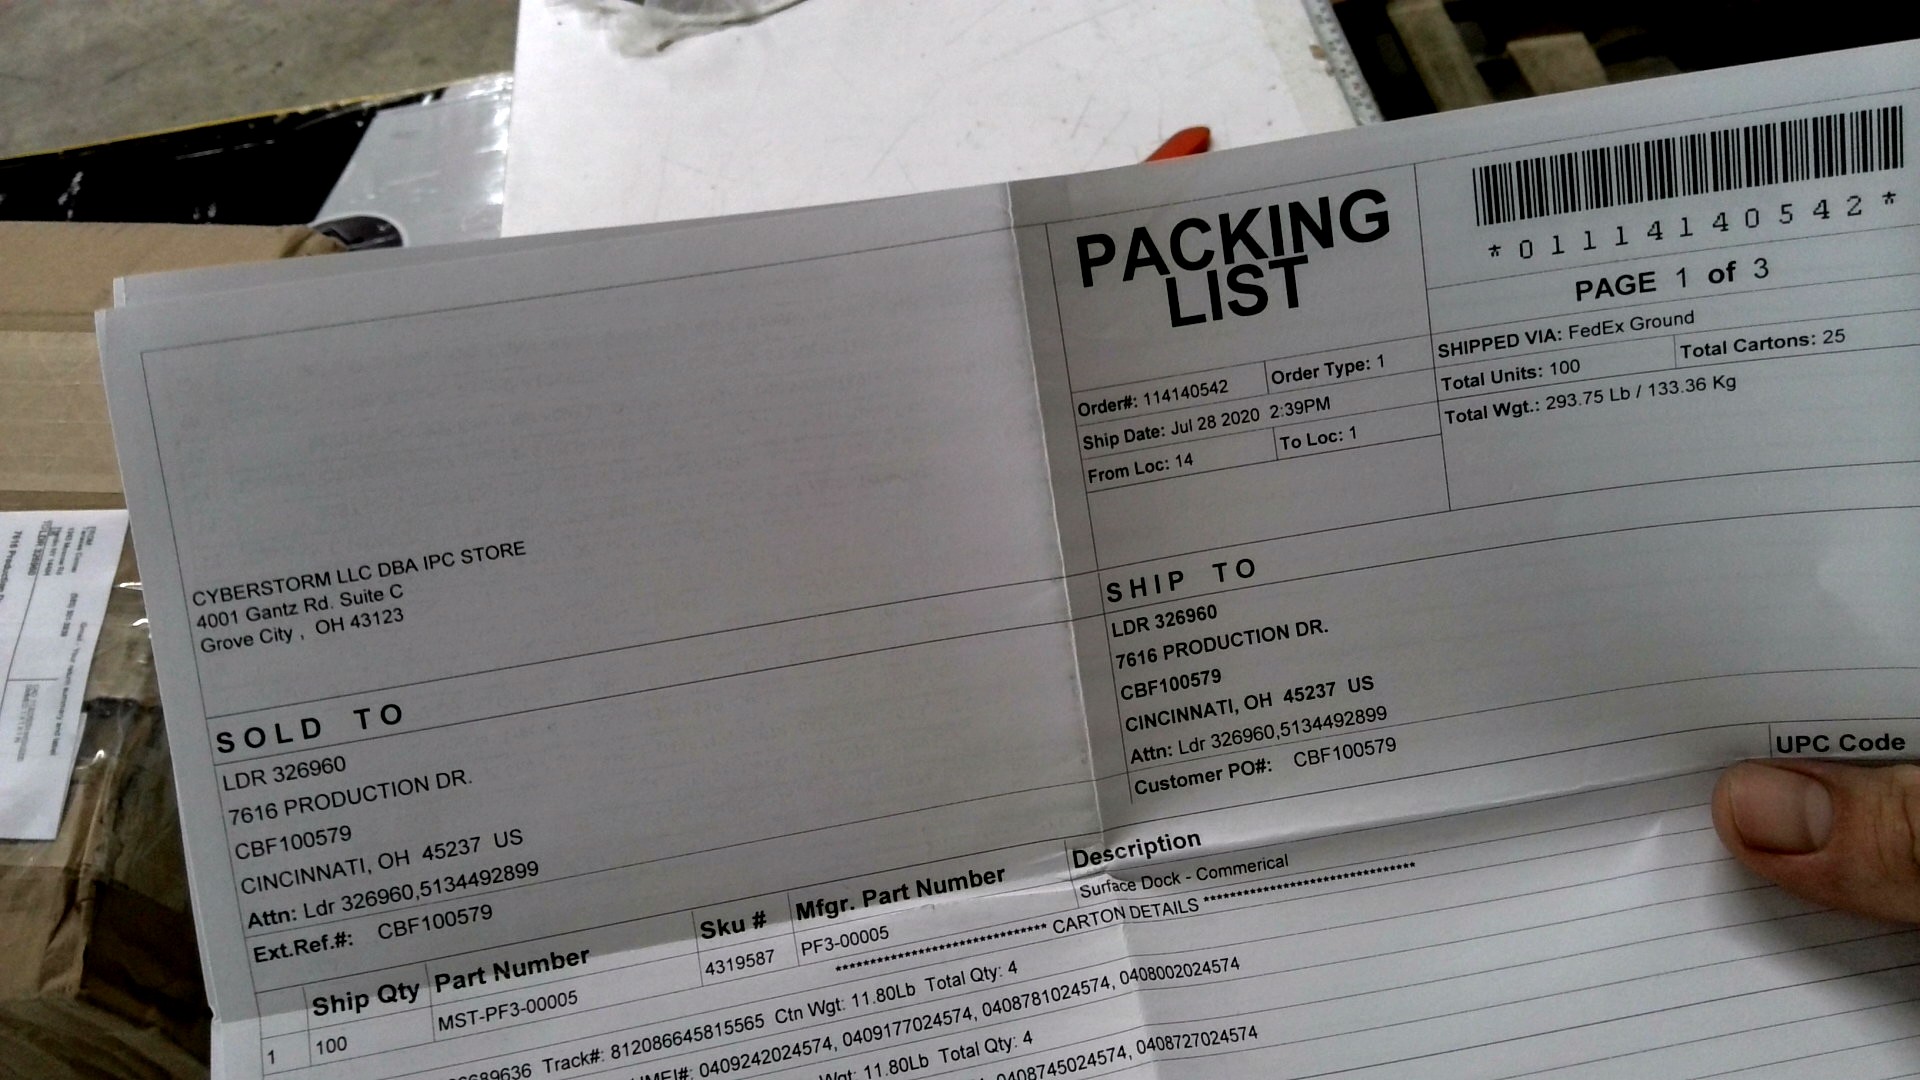 PACKING
LIST
*01114140542*
PAGE 1 of 3
SHIPPED VIA: FedEx Ground
Order#: 114140542
Order Type: 1
Total Units: 100
Total Cartons: 25
Ship Date: Jul 28 2020 2:39PM
Total Wgt.: 293.75 Lb / 133.36 Kg
From Loc: 14
To Loc: 1
CYBERSTORM LLC DBA IPC STORE
4001 Gantz Rd. Suite C
Grove City , OH 43123
SOLD TO
LDR 326960
7616 PRODUCTION DR.
CBF100579
CINCINNATI, OH 45237 US
Attn: Ldr 326960,5134492899
Ext.Ref.#: CBF100579
SHIP TO
LDR 326960
7616 PRODUCTION DR.
CBF100579
CINCINNATI, OH 45237 US
Attn: Ldr 326960,5134492899
Customer PO#: CBF100579
Ship Qty Part Number Sku # Mfgr. Part Number Description UPC Code
1 100 MST-PF3-00005 4319587 PF3-00005 Surface Dock - Commerical
******************************* CARTON DETAILS *******************************
Track#: 812086645815565 Ctn Wgt: 11.80Lb Total Qty: 4
0409242024574, 0409177024574, 0408781024574, 0408002024574
Wgt: 11.80Lb Total Qty: 4
0408745024574, 0408727024574